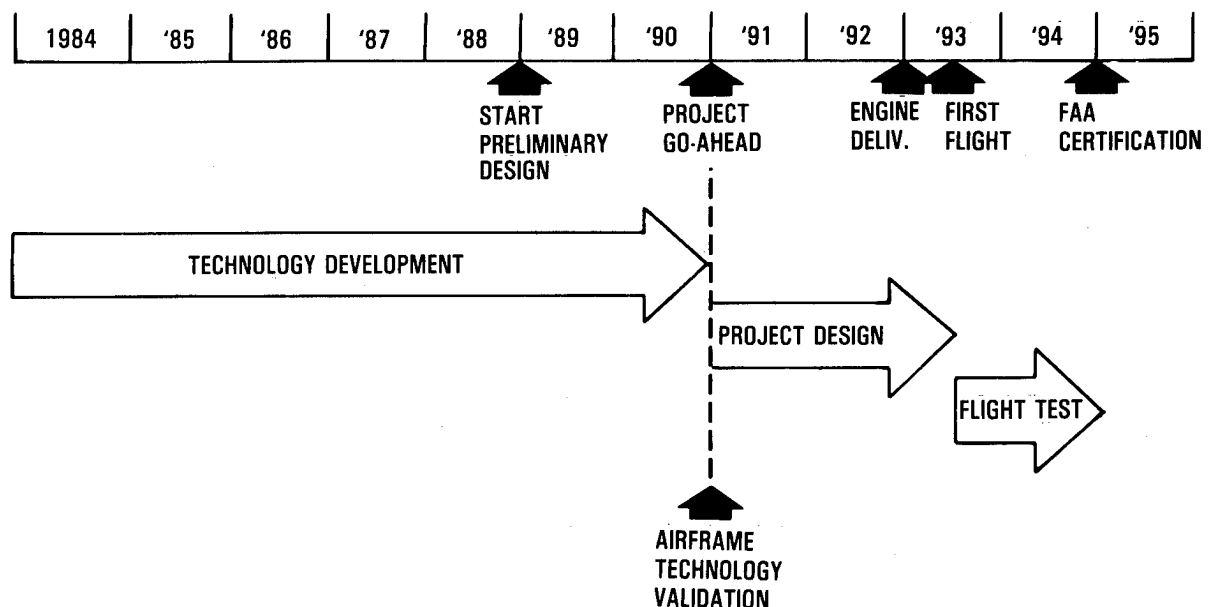 1984 '85 '86 '87 '88 '89 '90 '91 '92 '93 '94 '95
START
PRELIMINARY
DESIGN
PROJECT
GO-AHEAD
ENGINE
DELIV.
FIRST
FLIGHT
FAA
CERTIFICATION
TECHNOLOGY DEVELOPMENT
PROJECT DESIGN
FLIGHT TEST
AIRFRAME
TECHNOLOGY
VALIDATION